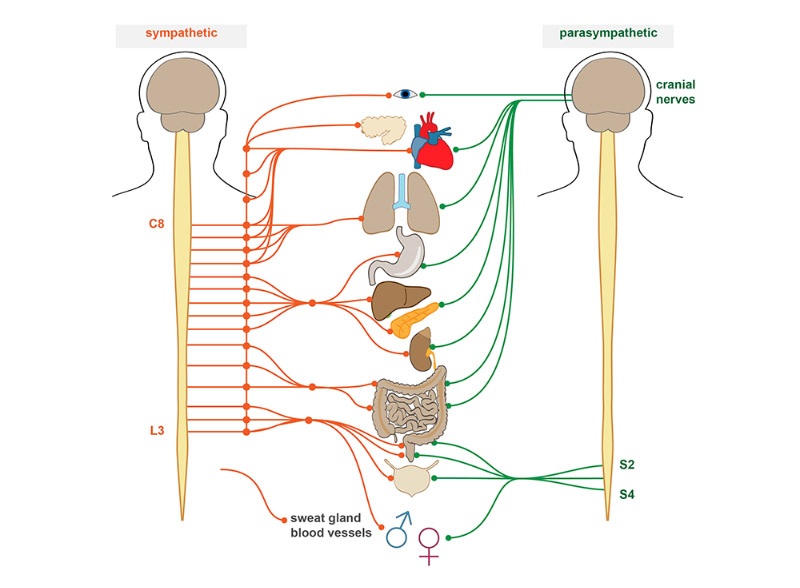 sympathetic
parasympathetic
cranial
nerves
C8
L3
S2
S4
sweat gland
blood vessels